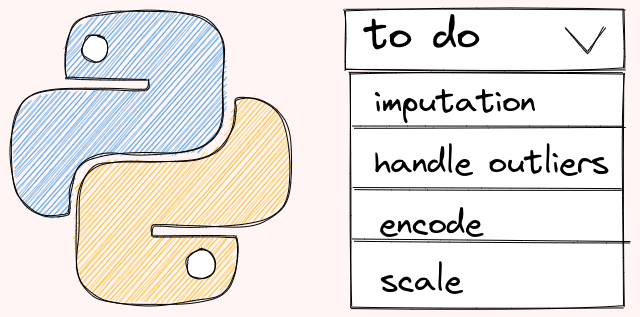 to do
imputation
handle outliers
encode
scale